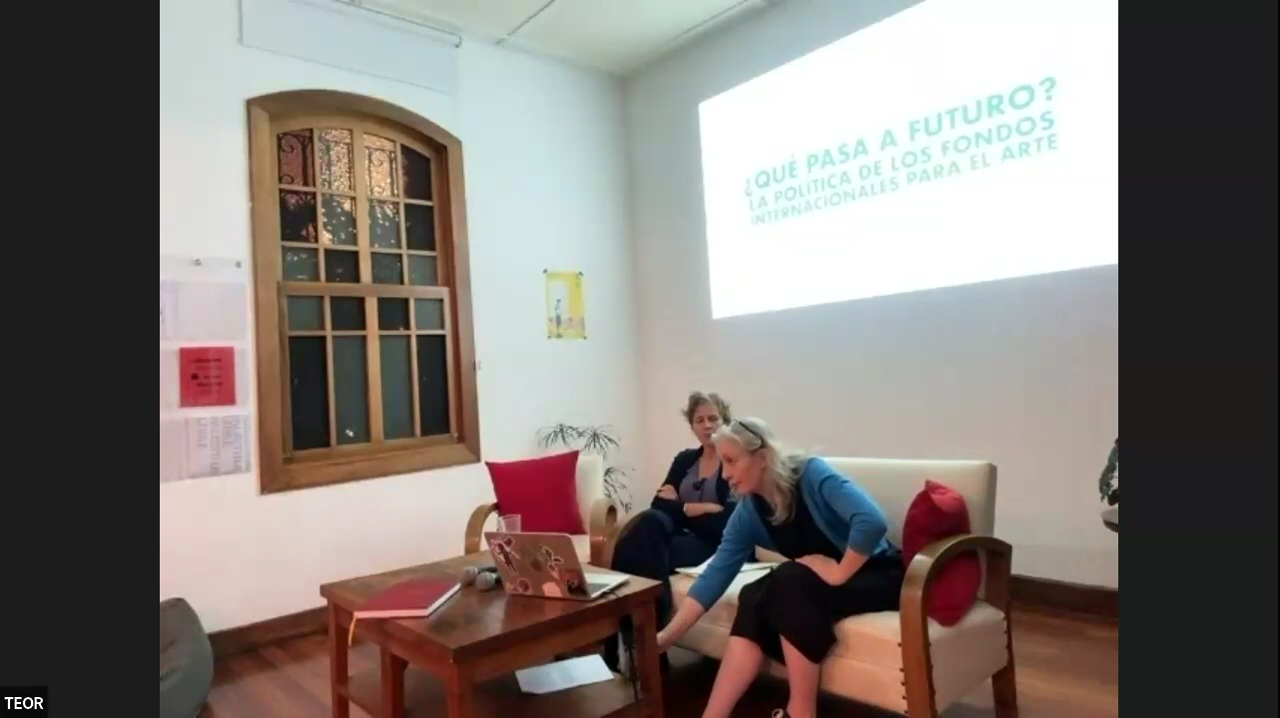 ¿QUÉ PASA A FUTURO?
LA POLÍTICA DE LOS FONDOS
INTERNACIONALES PARA EL ARTE
TEOR